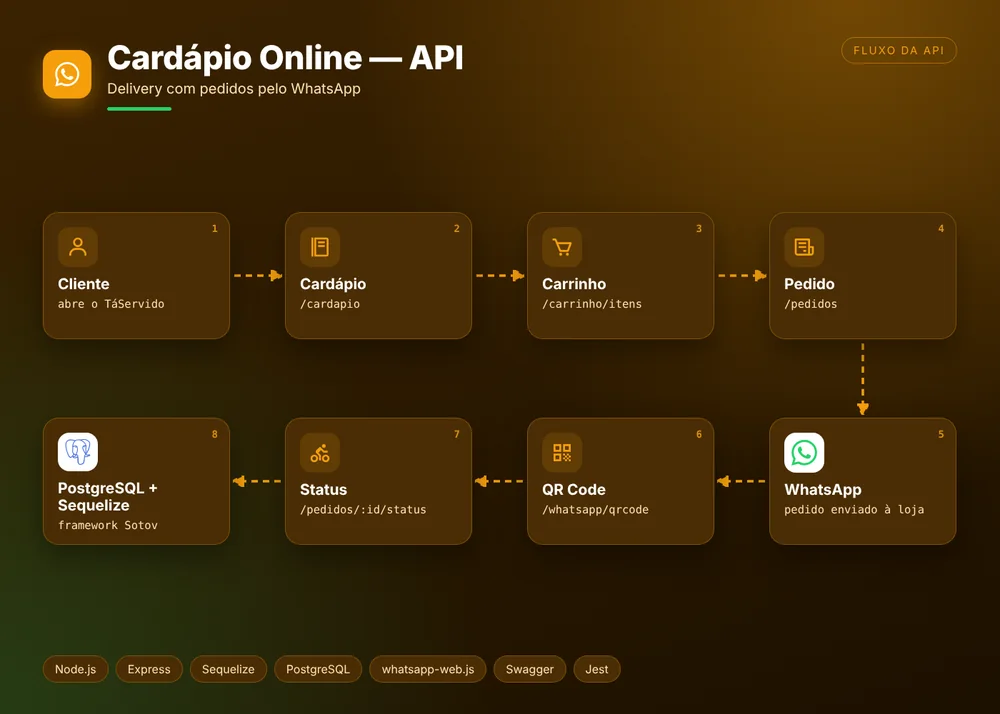 Cardápio Online — API
Delivery com pedidos pelo WhatsApp
FLUXO DA API
1
Cliente
abre o TáServido
2
Cardápio
/cardapio
3
Carrinho
/carrinho/itens
4
Pedido
/pedidos
8
PostgreSQL +
Sequelize
framework Sotov
7
Status
/pedidos/:id/status
6
QR Code
/whatsapp/qrcode
5
WhatsApp
pedido enviado à loja
Node.js
Express
Sequelize
PostgreSQL
whatsapp-web.js
Swagger
Jest